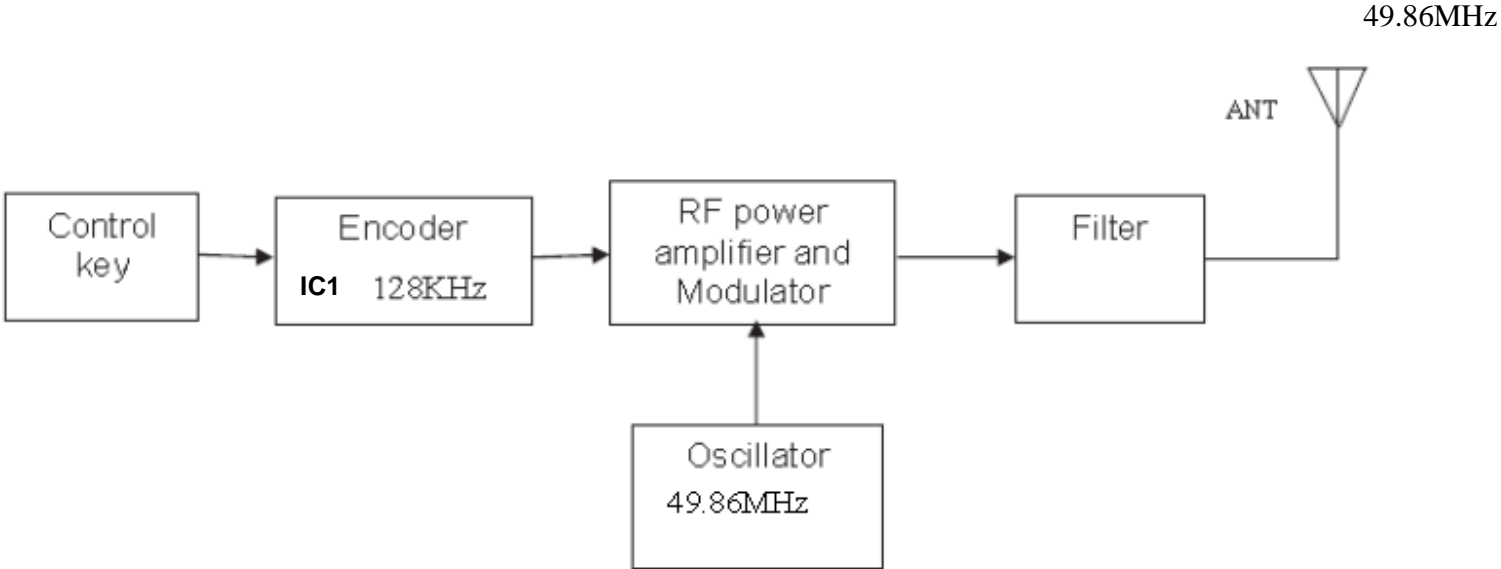 49.86MHz
ANT
Control
key
Encoder
IC1 128KHz
RF power
amplifier and
Modulator
Filter
Oscillator
49.86MHz